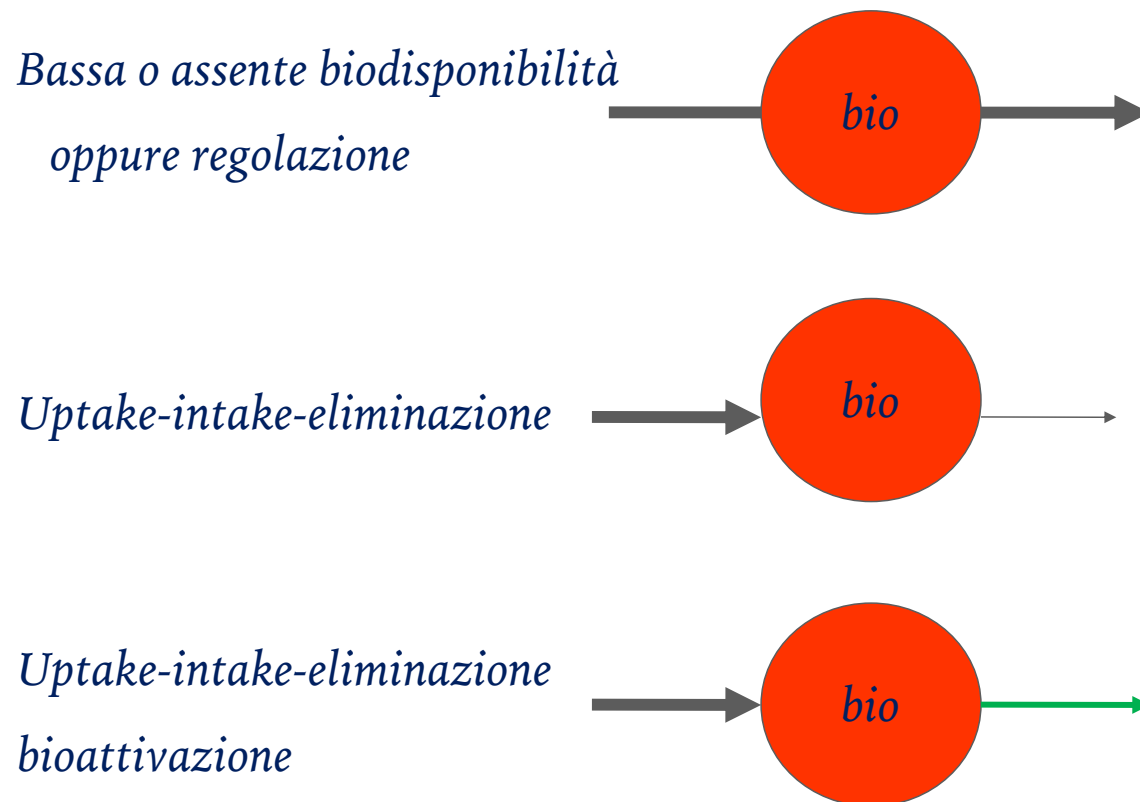 Bassa o assente biodisponibilità
oppure regolazione
bio
Uptake-intake-eliminazione
bio
Uptake-intake-eliminazione
bioattivazione
bio